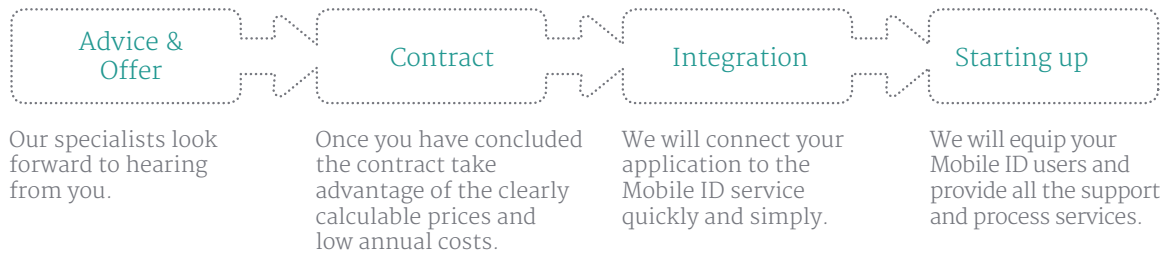 Advice &
Offer
Contract
Integration
Starting up
Our specialists look
forward to hearing
from you.
Once you have concluded
the contract take
advantage of the clearly
calculable prices and
low annual costs.
We will connect your
application to the
Mobile ID service
quickly and simply.
We will equip your
Mobile ID users and
provide all the support
and process services.